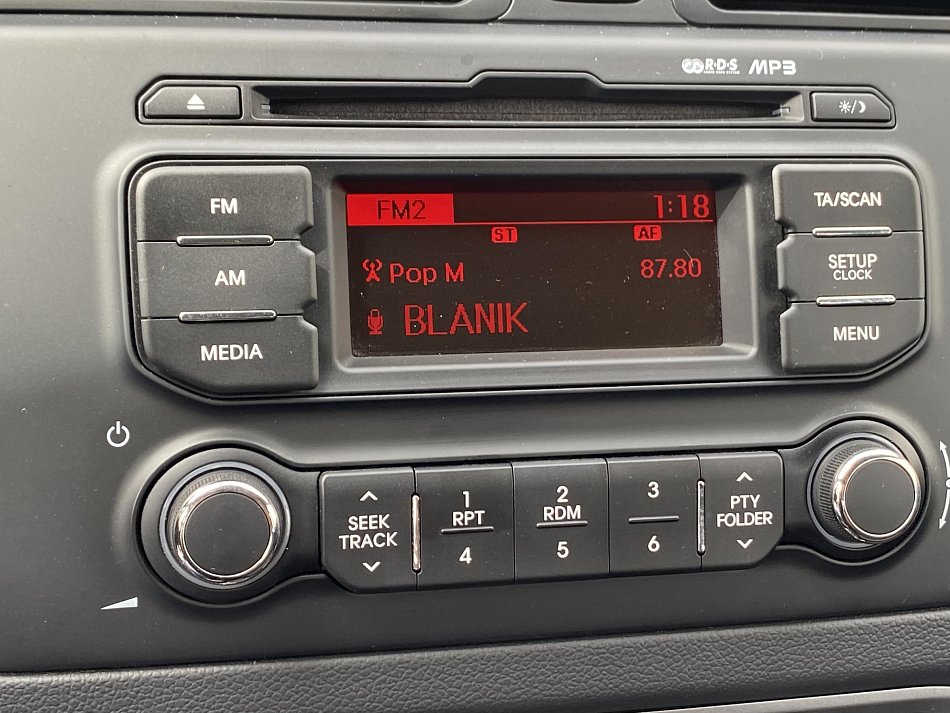 R·D·S MP3
FM
AM
MEDIA
FM2 1:18
ST AF
Pop M 87.80
BLANIK
TA/SCAN
SETUP
CLOCK
MENU
SEEK
TRACK
1
RPT
4
2
RDM
5
3
6
PTY
FOLDER